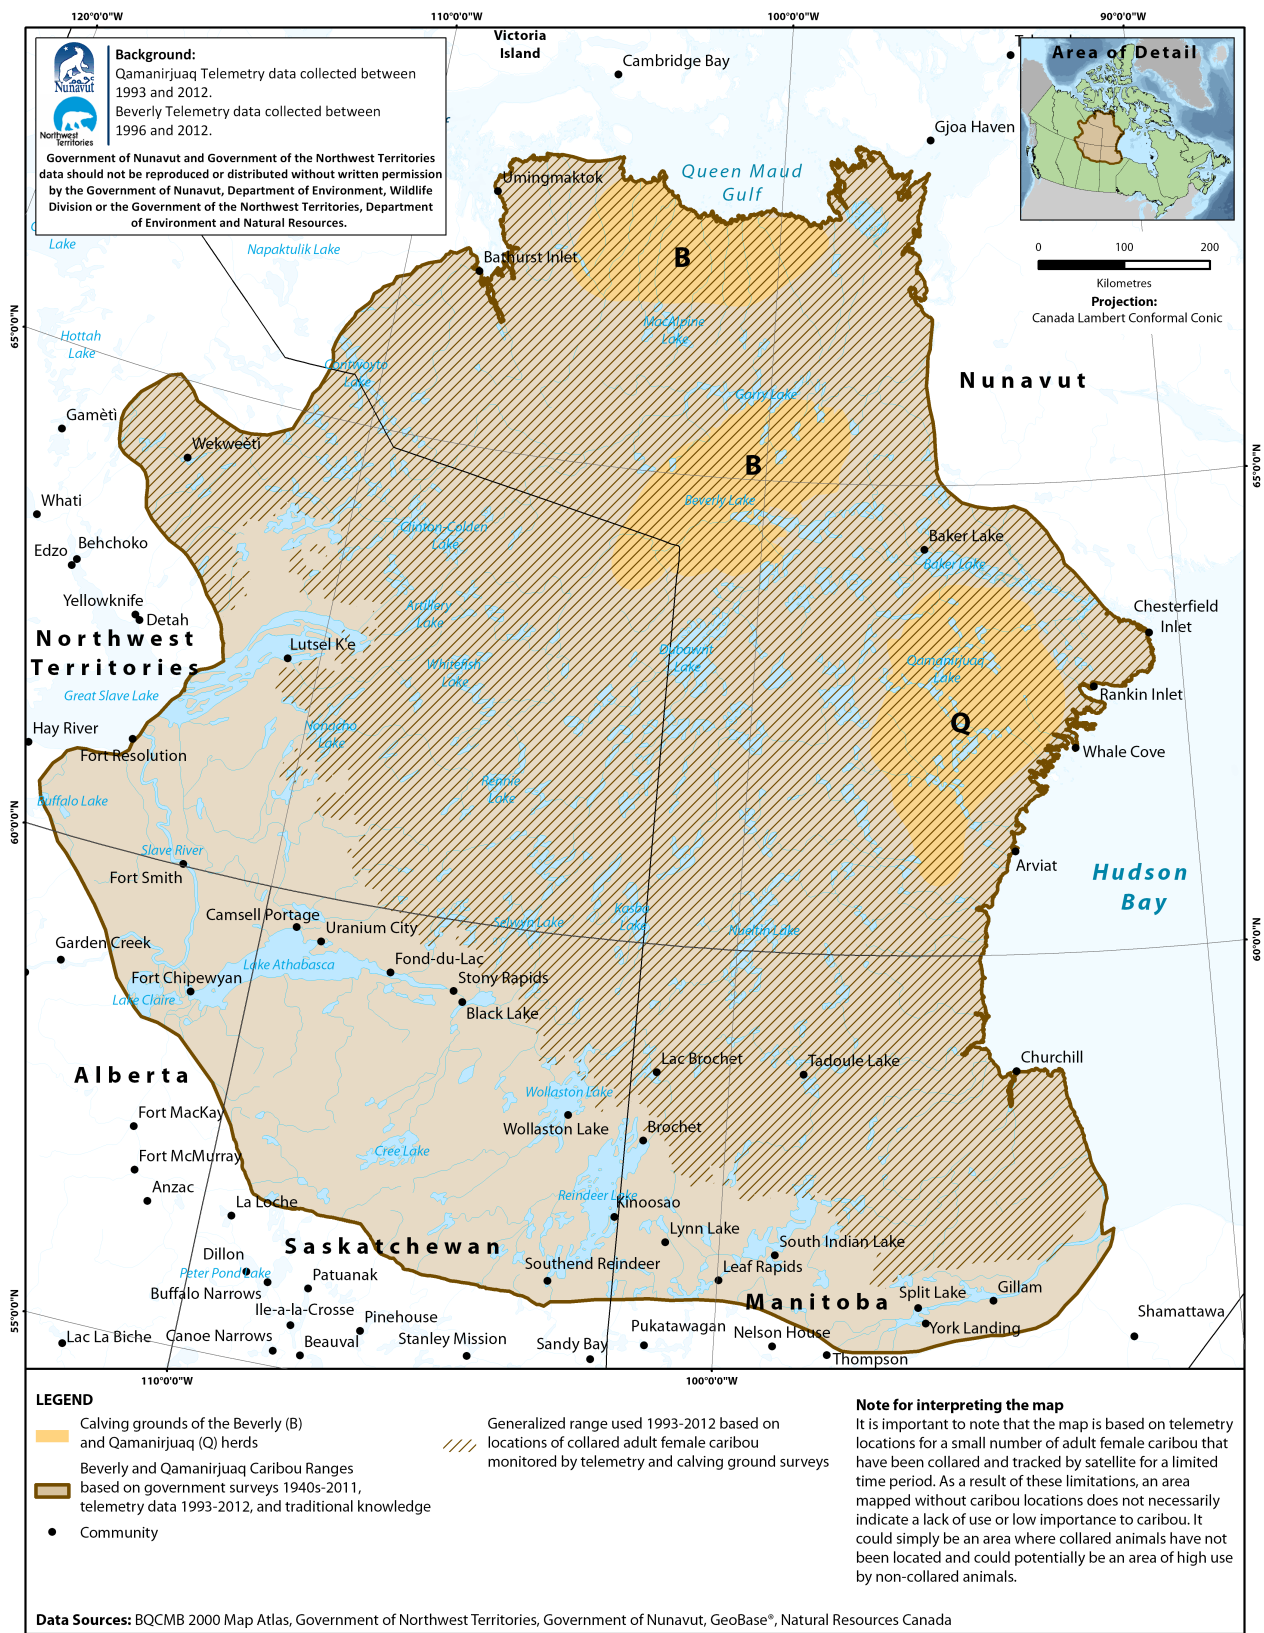 120°0'0"W
110°0'0"W
100°0'0"W
90°0'0"W
Nunavut
Northwest
Territories
Background:
Qamanirjuaq Telemetry data collected between
1993 and 2012.
Beverly Telemetry data collected between
1996 and 2012.
Government of Nunavut and Government of the Northwest Territories
data should not be reproduced or distributed without written permission
by the Government of Nunavut, Department of Environment, Wildlife
Division or the Government of the Northwest Territories, Department
of Environment and Natural Resources.
Victoria
Island
Cambridge Bay
Area of Detail
Gjoa Haven
Queen Maud
Gulf
Umingmaktok
Lake
Napaktulik Lake
Bathurst Inlet
B
0
100
200
Kilometres
Projection:
Canada Lambert Conformal Conic
65°0'0"N
MacAlpine
Lake
Hottah
Lake
Contwoyto
Lake
Nunavut
Garry Lake
Gamètì
Wekweètì
B
65°0'0"N
Whati
Beverly Lake
Clinton-Colden
Lake
Baker Lake
Baker Lake
Edzo
Behchoko
Yellowknife
Detah
Artillery
Lake
Chesterfield
Inlet
Northwest
Territories
Lutsel K'e
Dubawnt
Lake
Whitefish
Lake
Qamanirjuaq
Lake
Great Slave Lake
Rankin Inlet
Hay River
Nonacho
Lake
Q
Fort Resolution
Whale Cove
Buffalo Lake
Rennie
Lake
60°0'0"N
Slave River
Fort Smith
Arviat
Hudson
Bay
Camsell Portage
Uranium City
Selwyn Lake
Kasba
Lake
Nueltin Lake
60°0'0"N
Garden Creek
Lake Athabasca
Fond-du-Lac
Fort Chipewyan
Stony Rapids
Lake Claire
Black Lake
Lac Brochet
Tadoule Lake
Churchill
Alberta
Wollaston Lake
Fort MacKay
Wollaston Lake
Brochet
Cree Lake
Fort McMurray
Anzac
La Loche
Reindeer Lake
Kinoosao
Lynn Lake
Saskatchewan
South Indian Lake
Dillon
Peter Pond Lake
Patuanak
Southend Reindeer
Leaf Rapids
Buffalo Narrows
Manitoba
Split Lake
Gillam
55°0'0"N
Ile-a-la-Crosse
Pinehouse
Pukatawagan
York Landing
Shamattawa
Lac La Biche
Canoe Narrows
Beauval
Stanley Mission
Sandy Bay
Nelson House
Thompson
110°0'0"W
100°0'0"W
LEGEND
Calving grounds of the Beverly (B)
and Qamanirjuaq (Q) herds
Beverly and Qamanirjuaq Caribou Ranges
based on government surveys 1940s-2011,
telemetry data 1993-2012, and traditional knowledge
Community
Generalized range used 1993-2012 based on
locations of collared adult female caribou
monitored by telemetry and calving ground surveys
Note for interpreting the map
It is important to note that the map is based on telemetry
locations for a small number of adult female caribou that
have been collared and tracked by satellite for a limited
time period. As a result of these limitations, an area
mapped without caribou locations does not necessarily
indicate a lack of use or low importance to caribou. It
could simply be an area where collared animals have not
been located and could potentially be an area of high use
by non-collared animals.
Data Sources: BQCMB 2000 Map Atlas, Government of Northwest Territories, Government of Nunavut, GeoBase®, Natural Resources Canada